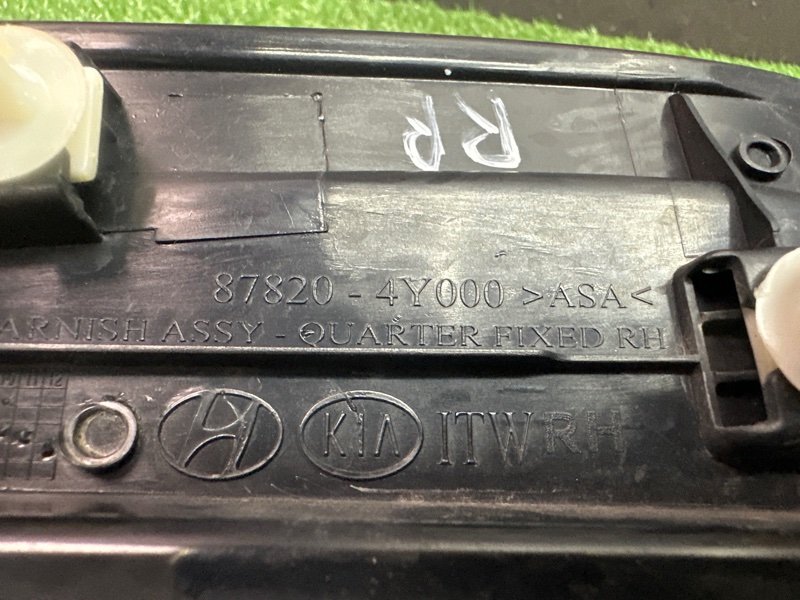 RR
87820 - 4Y000 >ASA<
ARNISH ASSY - QUARTER FIXED RH
H KIA ITW RH